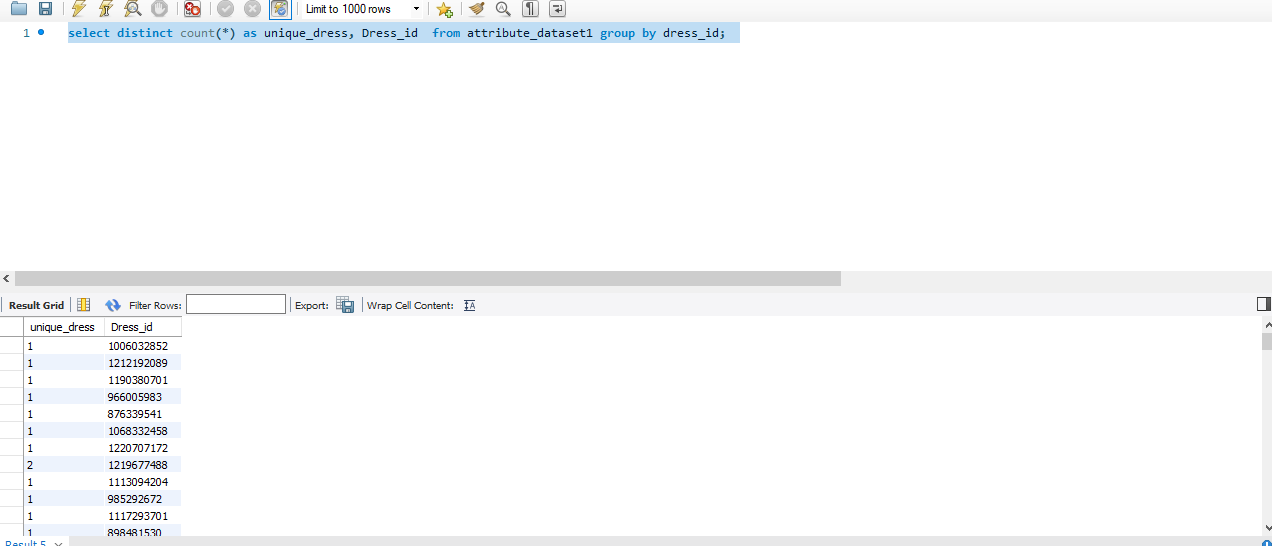 Limit to 1000 rows
1
select distinct count(*) as unique_dress, Dress_id  from attribute_dataset1 group by dress_id;
Result Grid Filter Rows: Export: Wrap Cell Content:
unique_dress Dress_id
1 1006032852
1 1212192089
1 1190380701
1 966005983
1 876339541
1 1068332458
1 1220707172
2 1219677488
1 1113094204
1 985292672
1 1117293701
1 898481530
Result 5